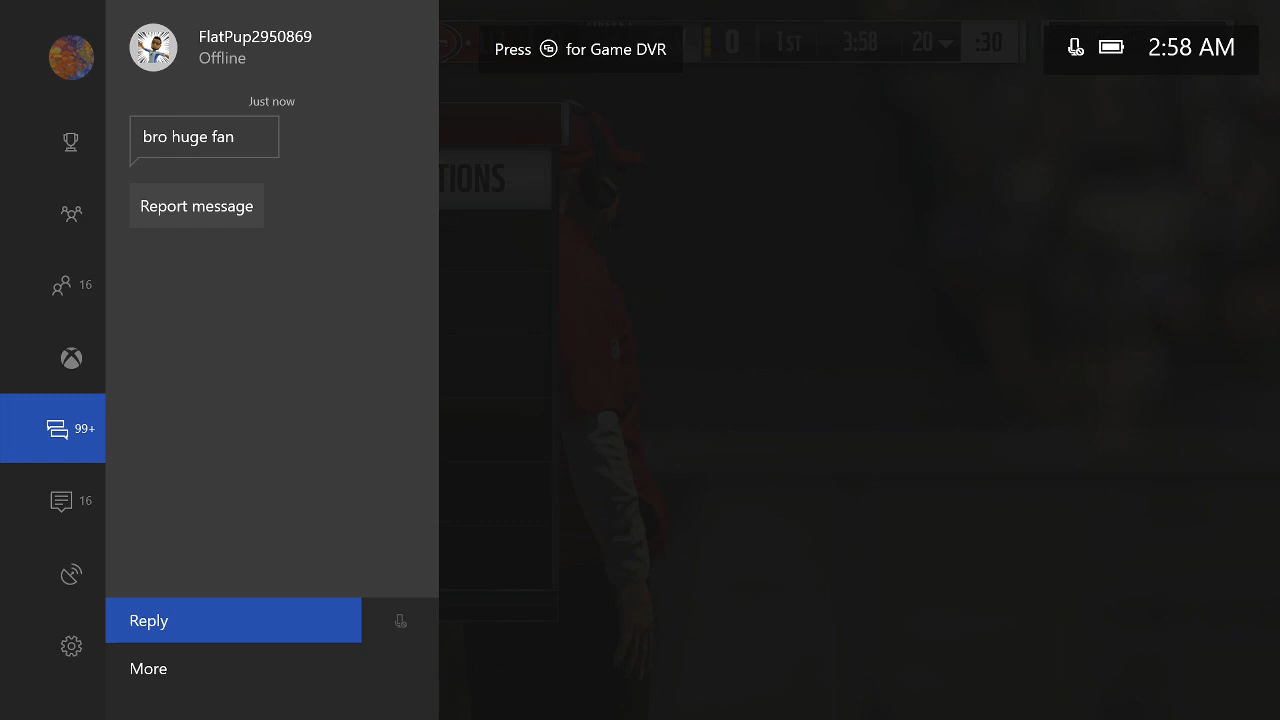 FlatPup2950869
Offline
Just now
bro huge fan
Report message
Press for Game DVR
2:58 AM
0 1ST 3:58 20 :30
TIONS
16
99+
16
Reply
More